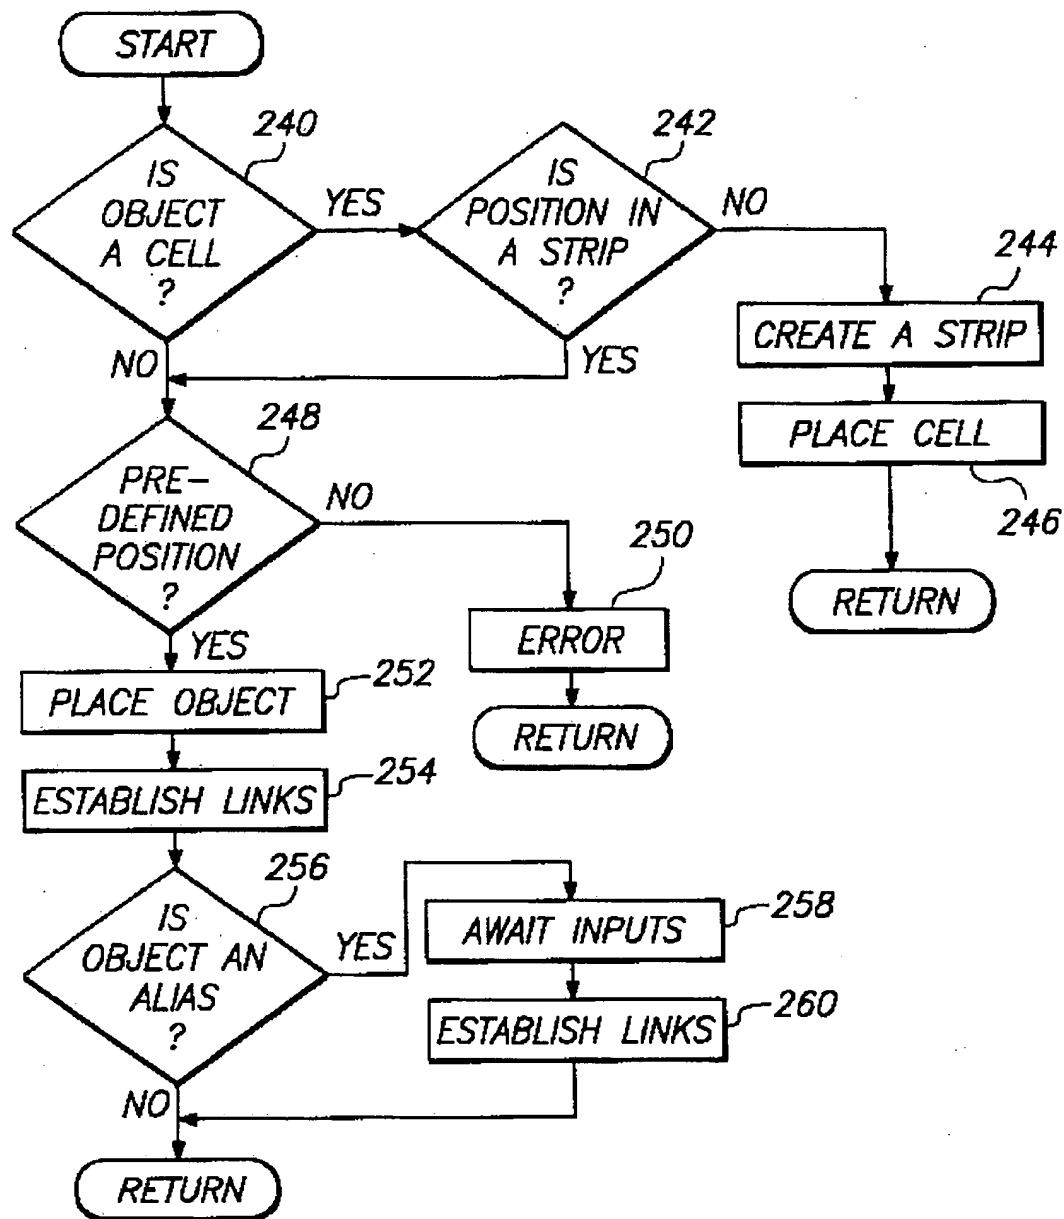 START
240
IS
OBJECT
A CELL
?
YES
NO
242
IS
POSITION IN
A STRIP
?
NO
YES
244
CREATE A STRIP
PLACE CELL
246
RETURN
248
PRE-
DEFINED
POSITION
?
NO
YES
250
ERROR
RETURN
252
PLACE OBJECT
254
ESTABLISH LINKS
256
IS
OBJECT AN
ALIAS
?
YES
NO
258
AWAIT INPUTS
260
ESTABLISH LINKS
RETURN